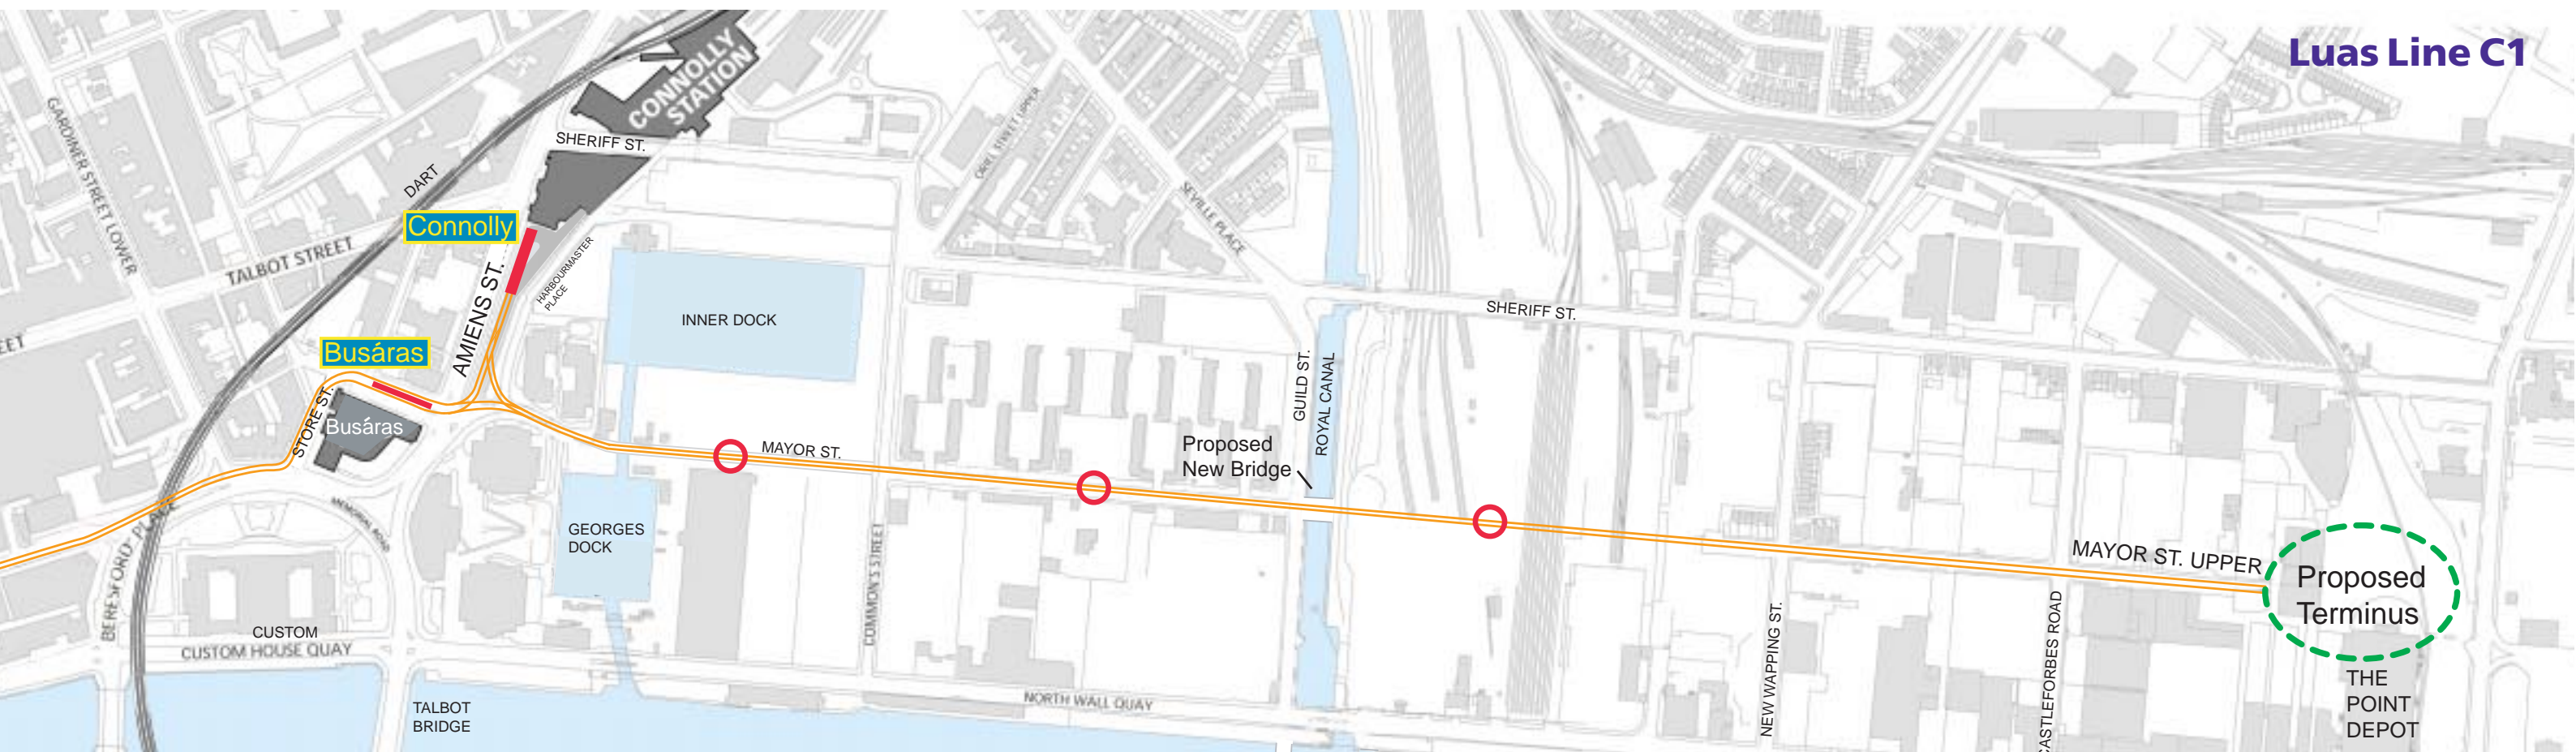 Luas Line C1
CONNOLLY
STATION
SHERIFF ST.
GARDINER STREET LOWER
DART
ORIEL STREET UPPER
SEVILLE PLACE
Connolly
TALBOT STREET
AMIENS ST.
HARBOURMASTER
PLACE
INNER DOCK
SHERIFF ST.
EET
Busáras
STORE ST.
Busáras
GUILD ST.
ROYAL CANAL
MAYOR ST.
Proposed
New Bridge
BERESFORD PLACE
MEMORIAL ROAD
GEORGES
DOCK
COMMON'S STREET
MAYOR ST. UPPER
Proposed
Terminus
NEW WAPPING ST.
CASTLEFORBES ROAD
CUSTOM
CUSTOM HOUSE QUAY
NORTH WALL QUAY
TALBOT
BRIDGE
THE
POINT
DEPOT